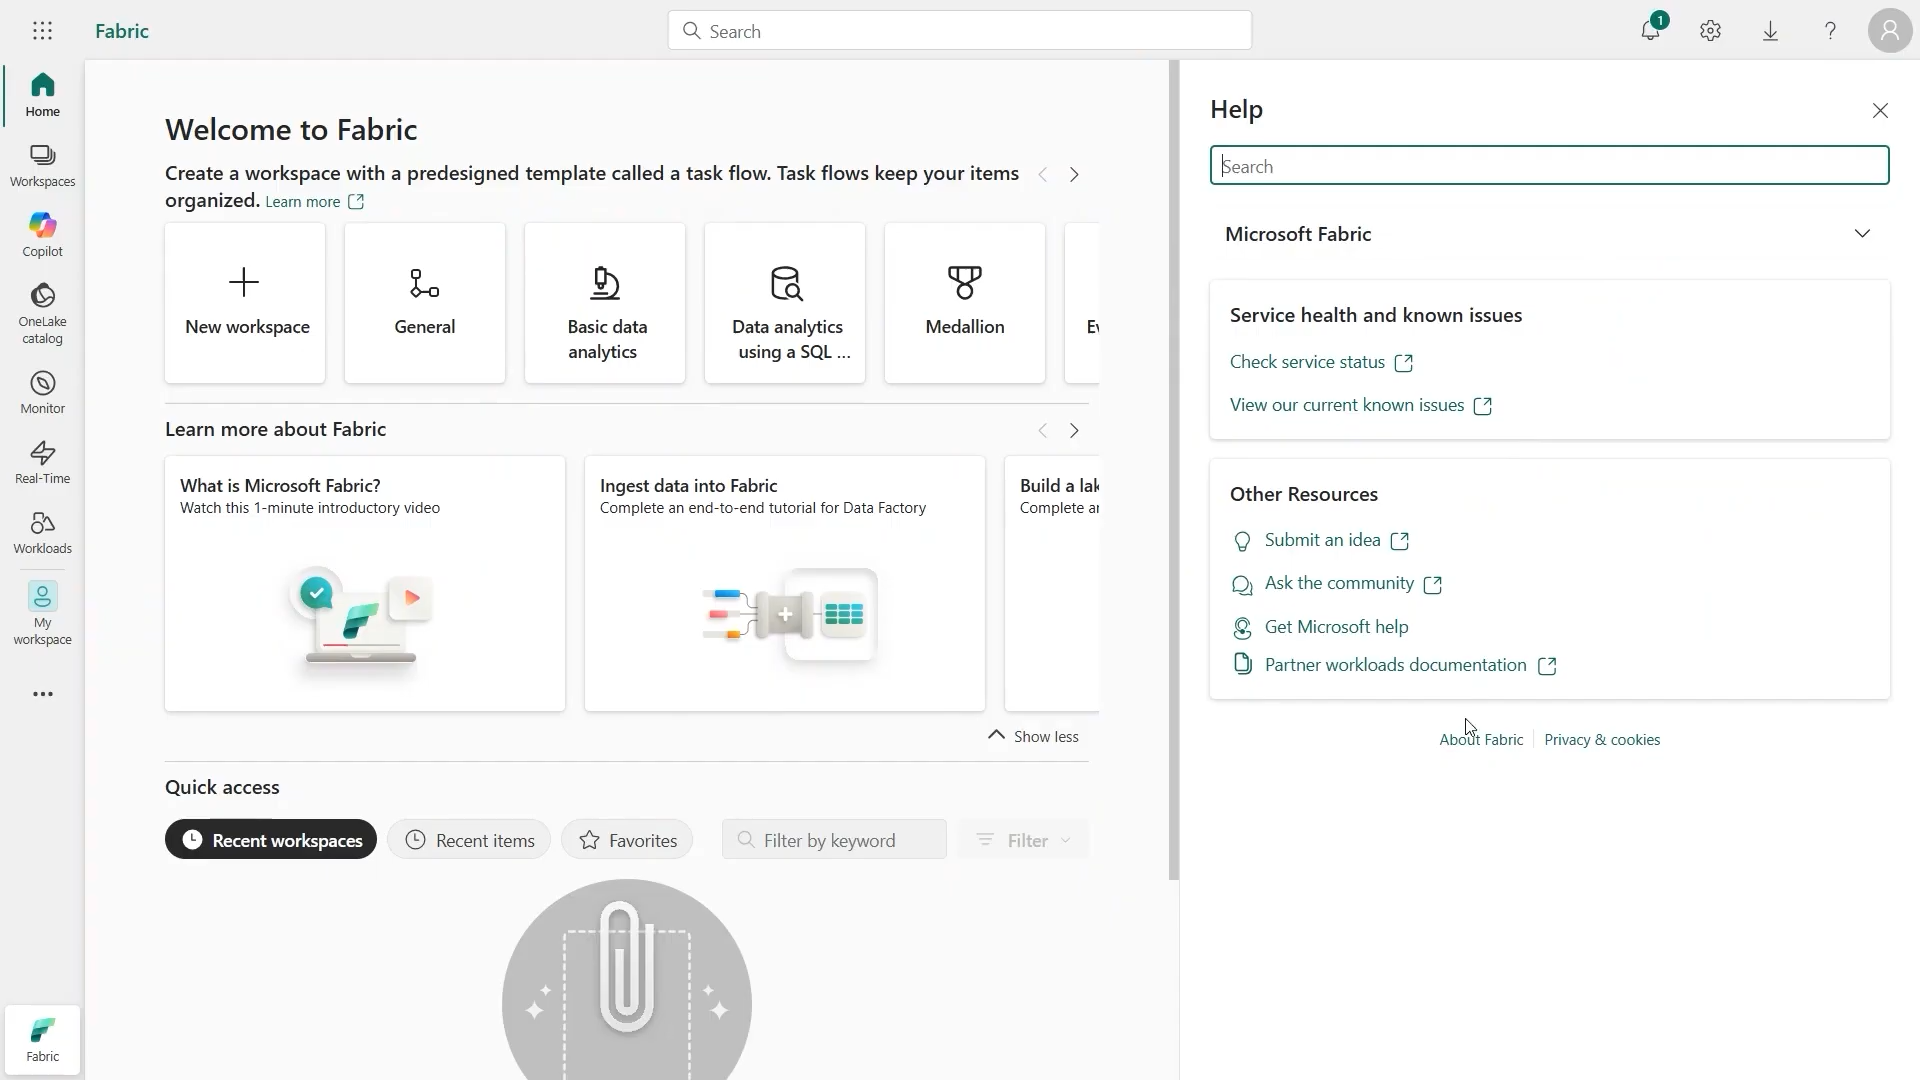 Fabric
Search
1
Home
Workspaces
Copilot
OneLake
catalog
Monitor
Real-Time
Workloads
My
workspace
Fabric
Welcome to Fabric
Create a workspace with a predesigned template called a task flow. Task flows keep your items
organized. Learn more
New workspace
General
Basic data
analytics
Data analytics
using a SQL ...
Medallion
Learn more about Fabric
What is Microsoft Fabric?
Watch this 1-minute introductory video
Ingest data into Fabric
Complete an end-to-end tutorial for Data Factory
Build a
Complete
Show less
Quick access
Recent workspaces
Recent items
Favorites
Filter by keyword
Filter
Help
Search
Microsoft Fabric
Service health and known issues
Check service status
View our current known issues
Other Resources
Submit an idea
Ask the community
Get Microsoft help
Partner workloads documentation
About Fabric
Privacy & cookies